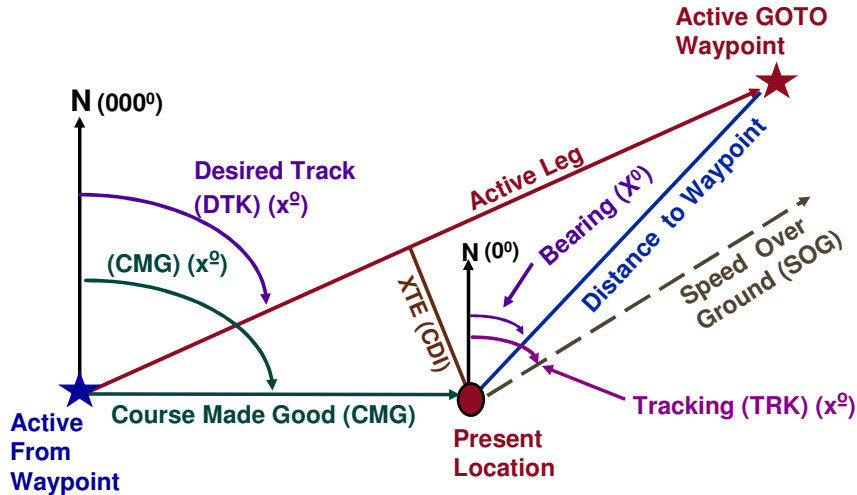 Active GOTO
Waypoint
N (000⁰)
Desired Track
(DTK) (xº)
(CMG) (xº)
Active Leg
N (0⁰)
Bearing (X⁰)
Distance to Waypoint
Speed Over
Ground (SOG)
XTE (CDI)
Course Made Good (CMG)
Tracking (TRK) (xº)
Active
From
Waypoint
Present
Location